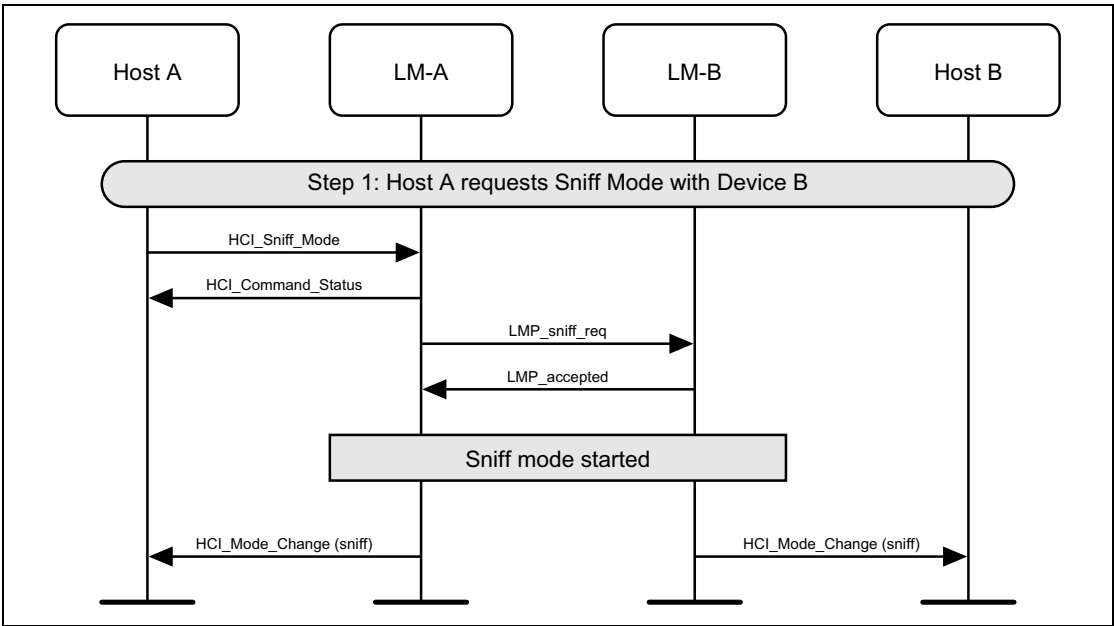 Host A
LM-A
LM-B
Host B
Step 1: Host A requests Sniff Mode with Device B
HCI_Sniff_Mode
HCI_Command_Status
LMP_sniff_req
LMP_accepted
Sniff mode started
HCI_Mode_Change (sniff)
HCI_Mode_Change (sniff)